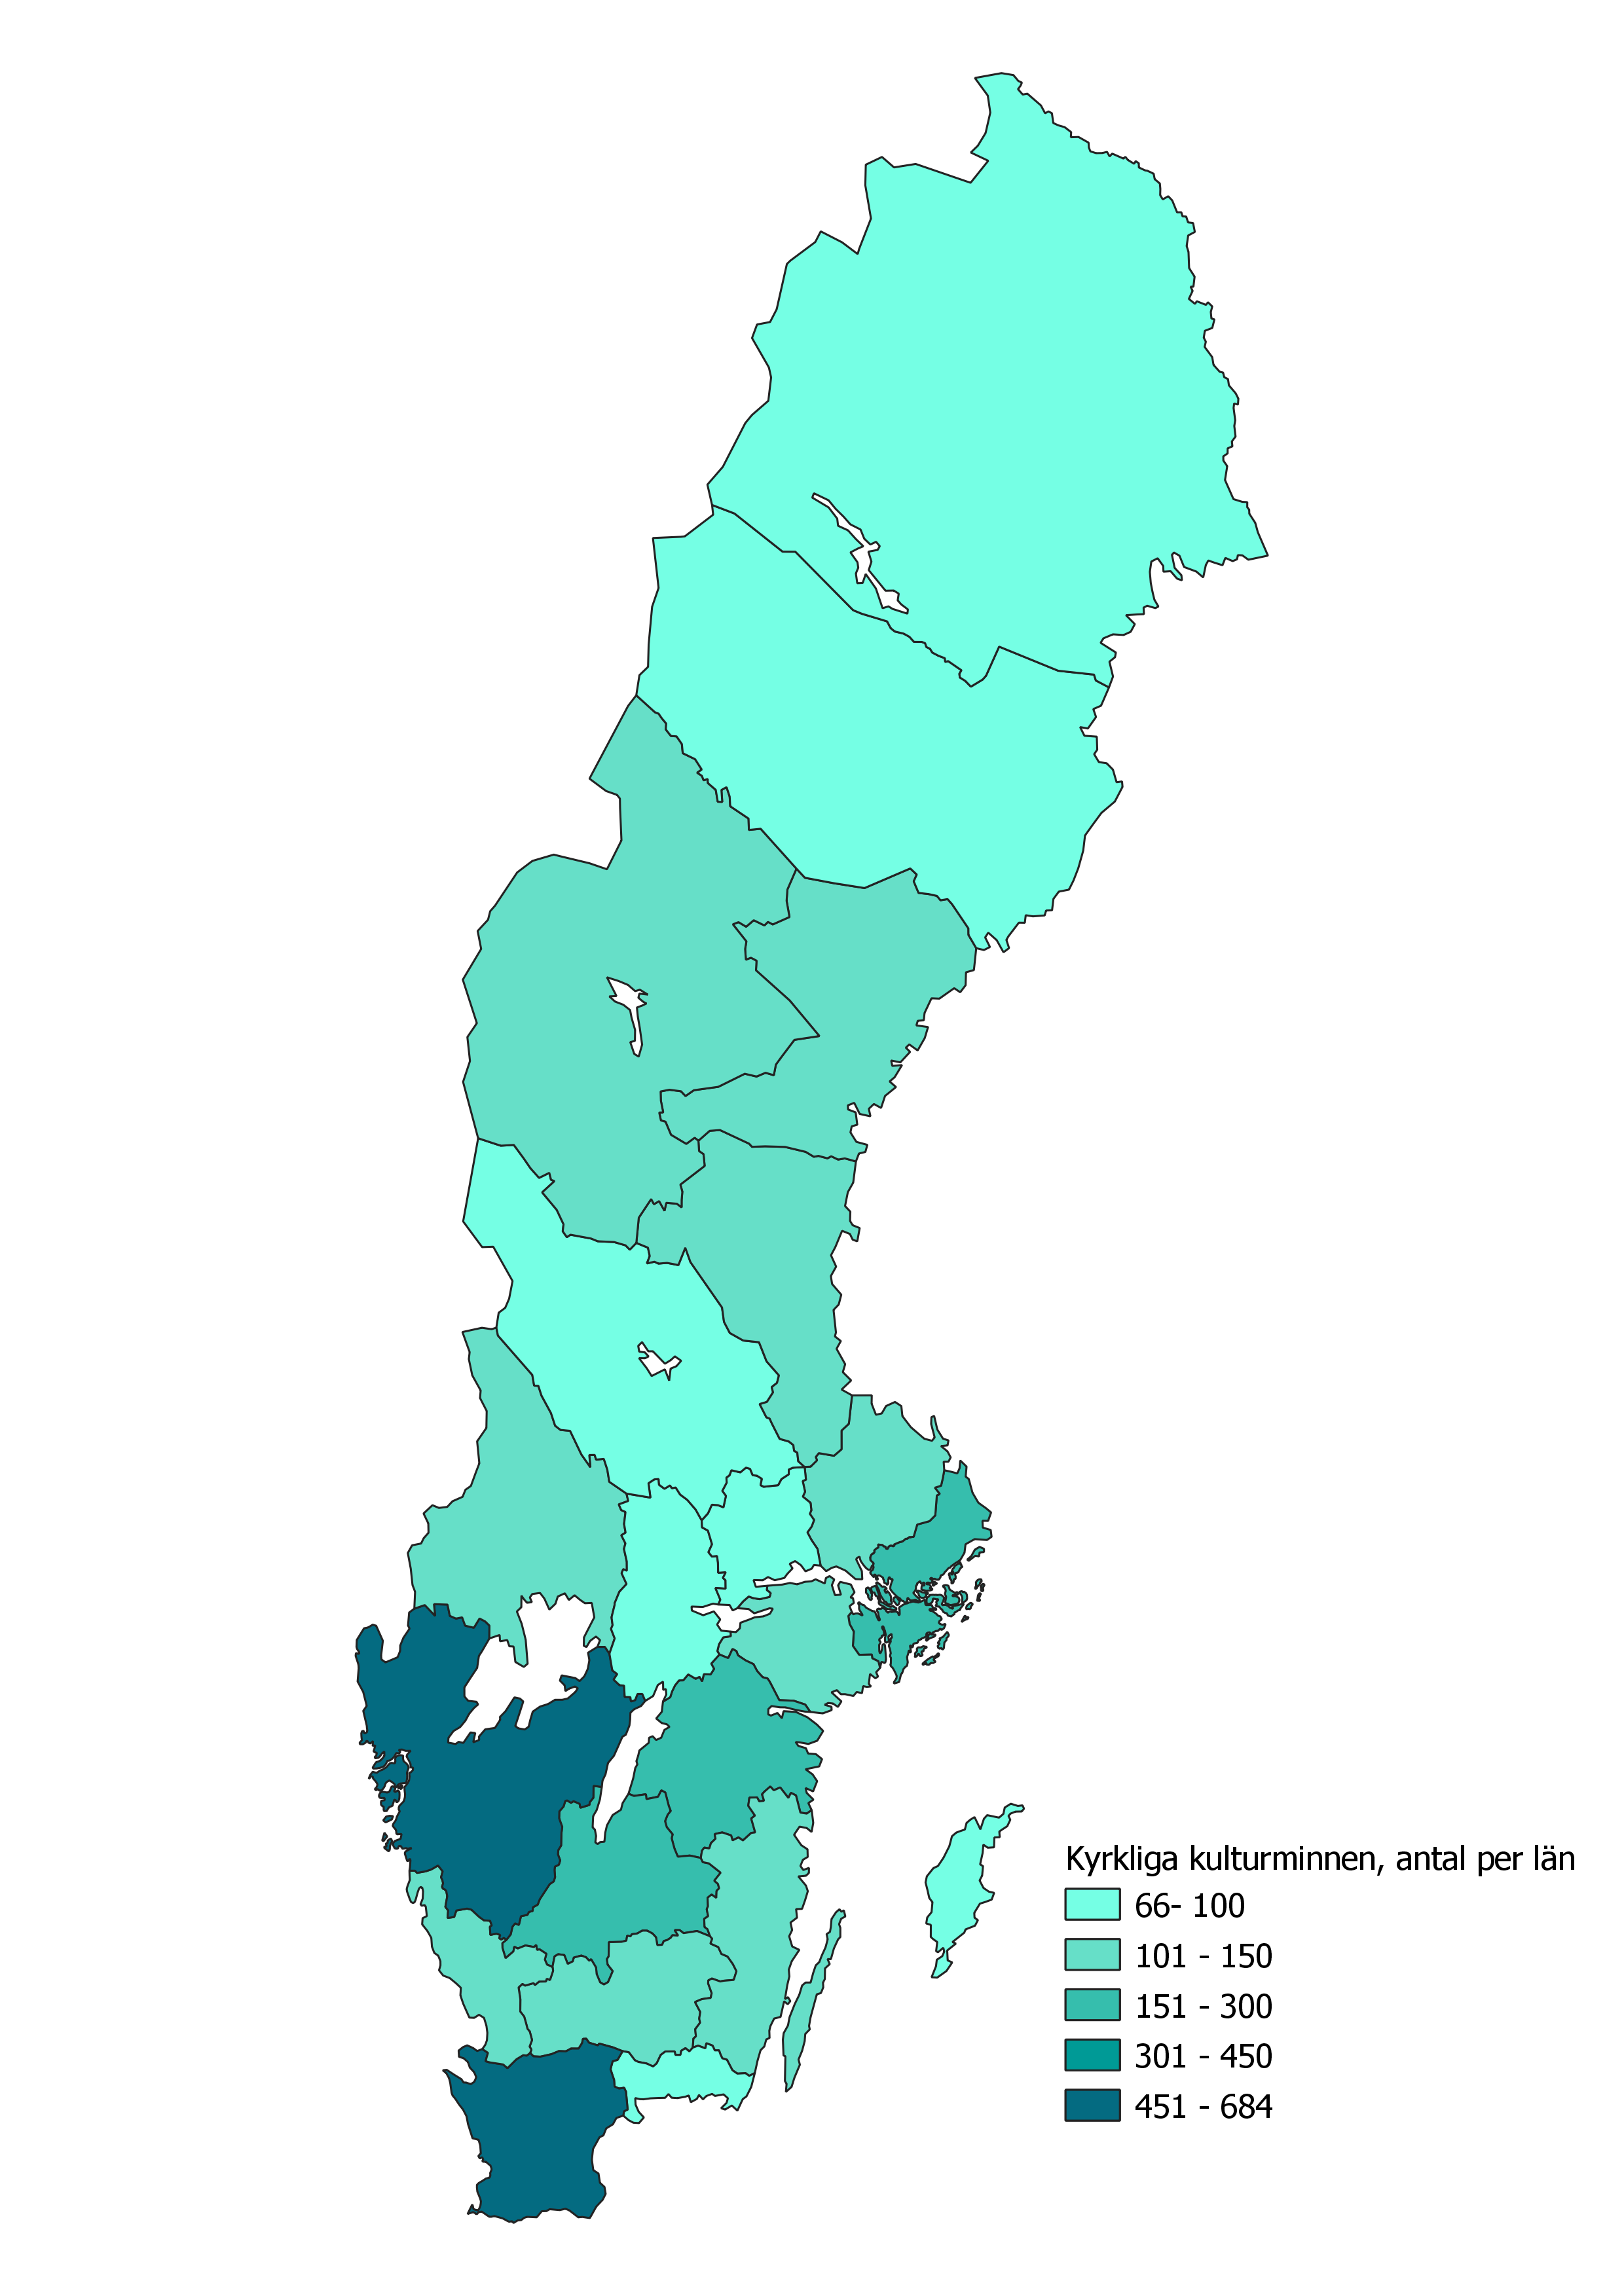 Kyrkliga kulturminnen, antal per län
66- 100
101 - 150
151 - 300
301 - 450
451 - 684